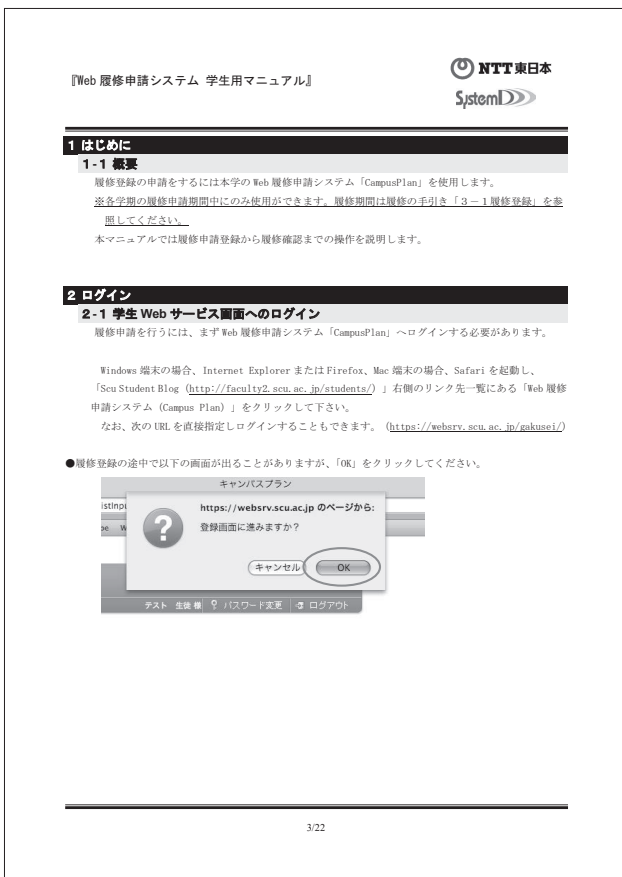 『Web 履修申請システム 学生用マニュアル』
NTT東日本
SystemD
1 はじめに
1-1 概要
履修登録の申請をするには本学の Web 履修申請システム「CampusPlan」を使用します。
※各学期の履修申請期間中にのみ使用ができます。履修期間は履修の手引き「3－1履修登録」を参
照してください。
本マニュアルでは履修申請登録から履修確認までの操作を説明します。
2 ログイン
2-1 学生 Web サービス画面へのログイン
履修申請を行うには、まず Web 履修申請システム「CampusPlan」へログインする必要があります。
Windows 端末の場合、Internet Explorer または Firefox、Mac 端末の場合、Safari を起動し、
「Scu Student Blog（http://faculty2.scu.ac.jp/students/）」右側のリンク先一覧にある「Web 履修
申請システム（Campus Plan）」をクリックして下さい。
なお、次の URL を直接指定しログインすることもできます。（https://websrv.scu.ac.jp/gakusei/）
●履修登録の途中で以下の画面が出ることがありますが、「OK」をクリックしてください。
キャンパスプラン
istInpu
https://websrv.scu.ac.jp のページから:
pe W
登録画面に進みますか？
キャンセル OK
テスト 生徒 様 パスワード変更 ログアウト
3/22